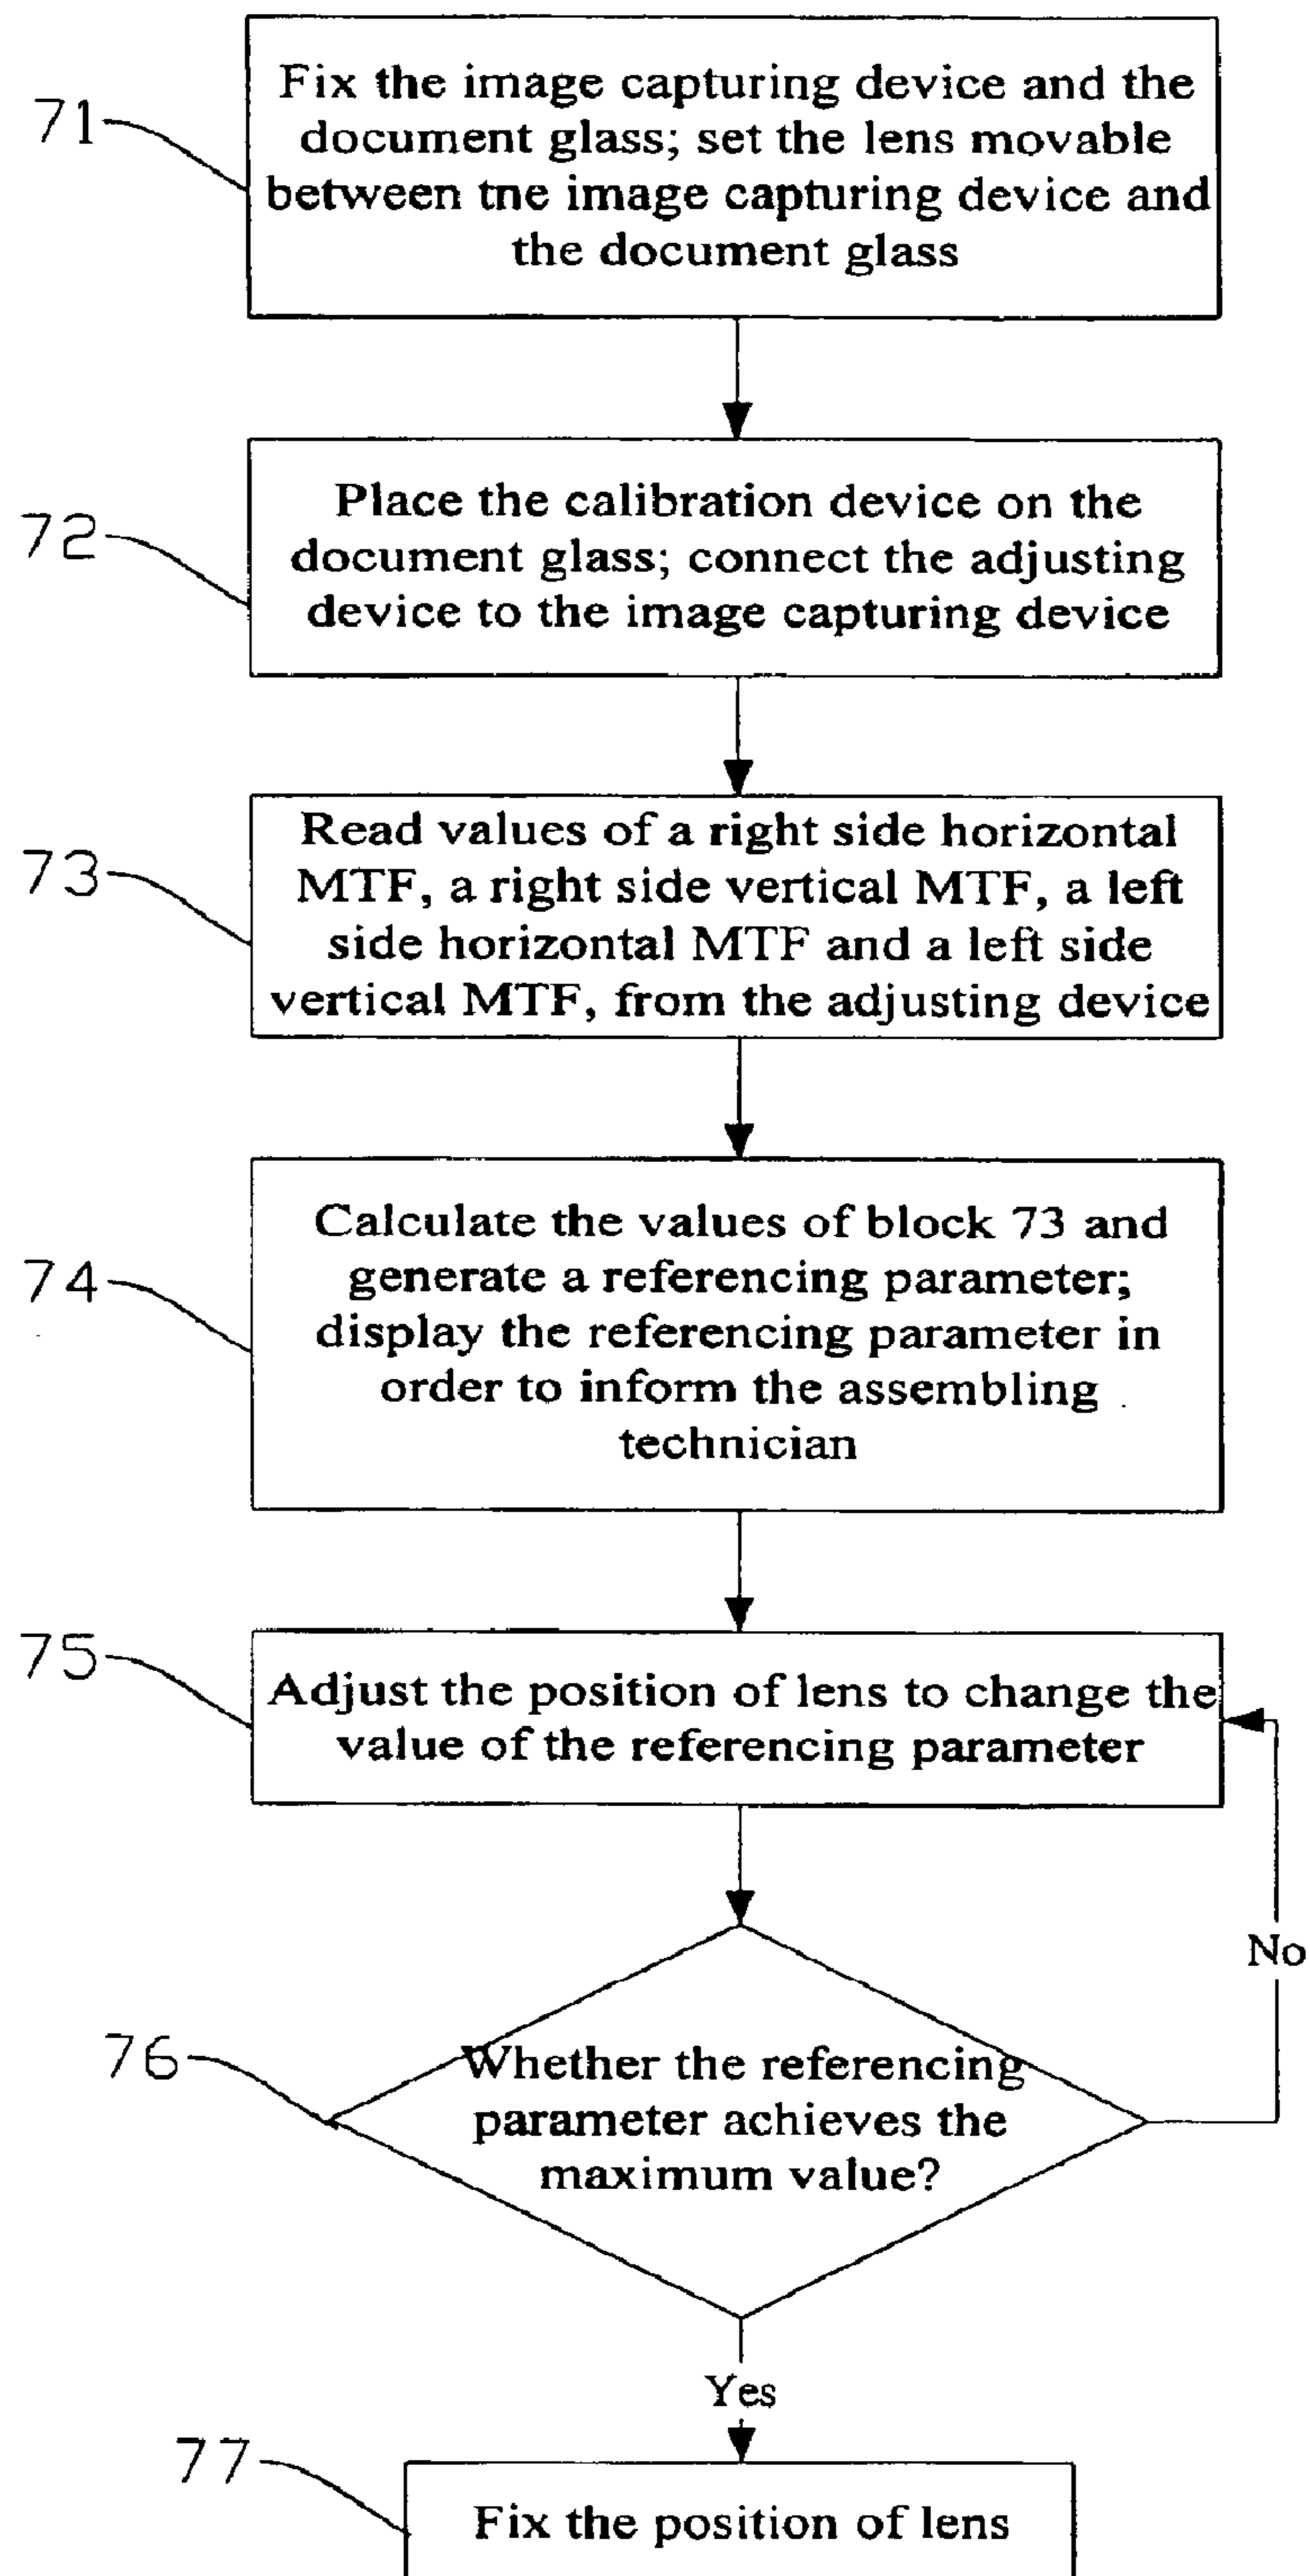 71
Fix the image capturing device and the
document glass; set the lens movable
between tne image capturing device and
the document glass
72
Place the calibration device on the
document glass; connect the adjusting
device to the image capturing device
73
Read values of a right side horizontal
MTF, a right side vertical MTF, a left
side horizontal MTF and a left side
vertical MTF, from the adjusting device
74
Calculate the values of block 73 and
generate a referencing parameter;
display the referencing parameter in
order to inform the assembling
technician
75
Adjust the position of lens to change the
value of the referencing parameter
No
76
Whether the referencing
parameter achieves the
maximum value?
Yes
77
Fix the position of lens